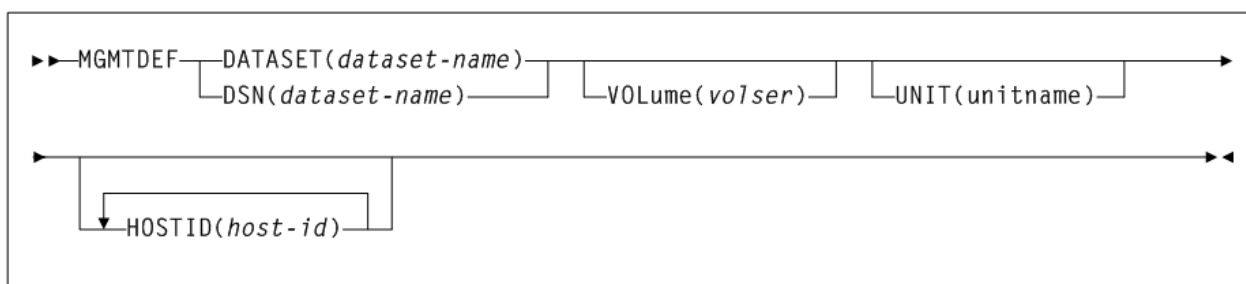 MGMTDEF DATASET(dataset-name)
DSN(dataset-name) VOLume(volser) UNIT(unitname)
HOSTID(host-id)